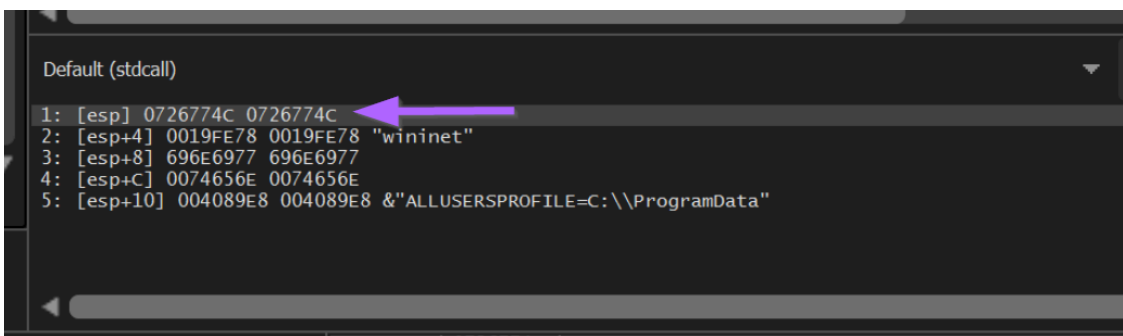 Default (stdcall)
1: [esp] 0726774C 0726774C
2: [esp+4] 0019FE78 0019FE78 "wininet"
3: [esp+8] 696E6977 696E6977
4: [esp+C] 0074656E 0074656E
5: [esp+10] 004089E8 004089E8 &"ALLUSERSPROFILE=C:\\ProgramData"